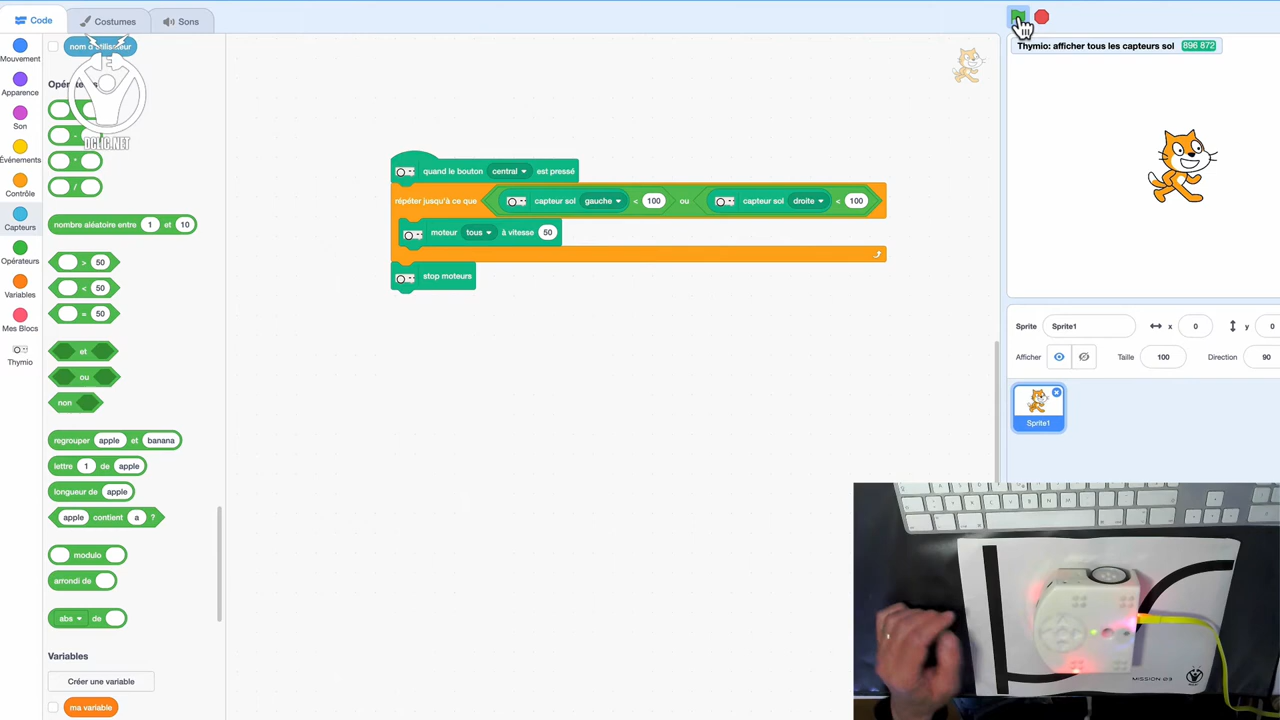 Code
Costumes
Sons
Mouvement
Apparence
Son
Événements
Contrôle
Capteurs
Opérateurs
Variables
Mes Blocs
Thymio
nom d'utilisateur
DCLIC.NET
-
*
/
nombre aléatoire entre 1 et 10
> 50
< 50
= 50
et
ou
non
regrouper apple et banana
lettre 1 de apple
longueur de apple
apple contient a ?
modulo
arrondi de
abs de
Variables
Créer une variable
ma variable
quand le bouton central est pressé
répéter jusqu'à ce que capteur sol gauche < 100 ou capteur sol droite < 100
moteur tous à vitesse 50
stop moteurs
Thymio: afficher tous les capteurs sol 896 872
Sprite Sprite1 x 0 y 0
Afficher Taille 100 Direction 90
Sprite1
MISSION 03